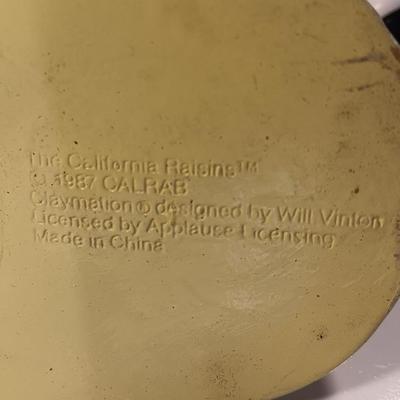 The California Raisins™
© 1987 CALRAB
Claymation ® designed by Will Vinton
Licensed by Applause Licensing
Made in China